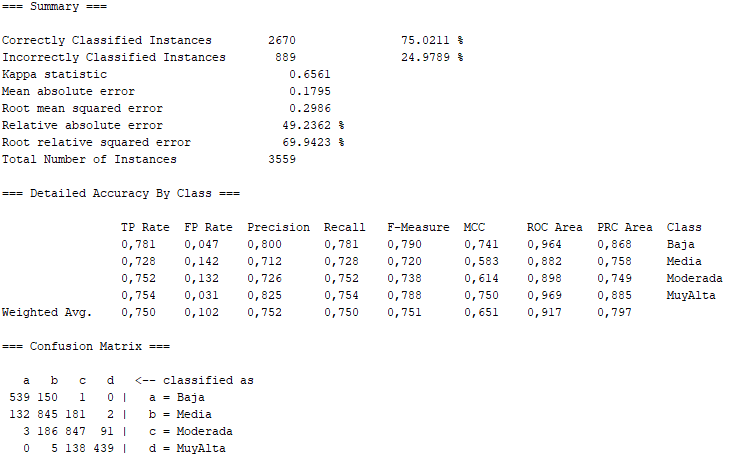 === Summary ===
Correctly Classified Instances 2670 75.0211 %
Incorrectly Classified Instances 889 24.9789 %
Kappa statistic 0.6561
Mean absolute error 0.1795
Root mean squared error 0.2986
Relative absolute error 49.2362 %
Root relative squared error 69.9423 %
Total Number of Instances 3559
=== Detailed Accuracy By Class ===
TP Rate FP Rate Precision Recall F-Measure MCC ROC Area PRC Area Class
0,781 0,047 0,800 0,781 0,790 0,741 0,964 0,868 Baja
0,728 0,142 0,712 0,728 0,720 0,583 0,882 0,758 Media
0,752 0,132 0,726 0,752 0,738 0,614 0,898 0,749 Moderada
0,754 0,031 0,825 0,754 0,788 0,750 0,969 0,885 MuyAlta
Weighted Avg. 0,750 0,102 0,752 0,750 0,751 0,651 0,917 0,797
=== Confusion Matrix ===
a b c d <-- classified as
539 150 1 0 | a = Baja
132 845 181 2 | b = Media
3 186 847 91 | c = Moderada
0 5 138 439 | d = MuyAlta